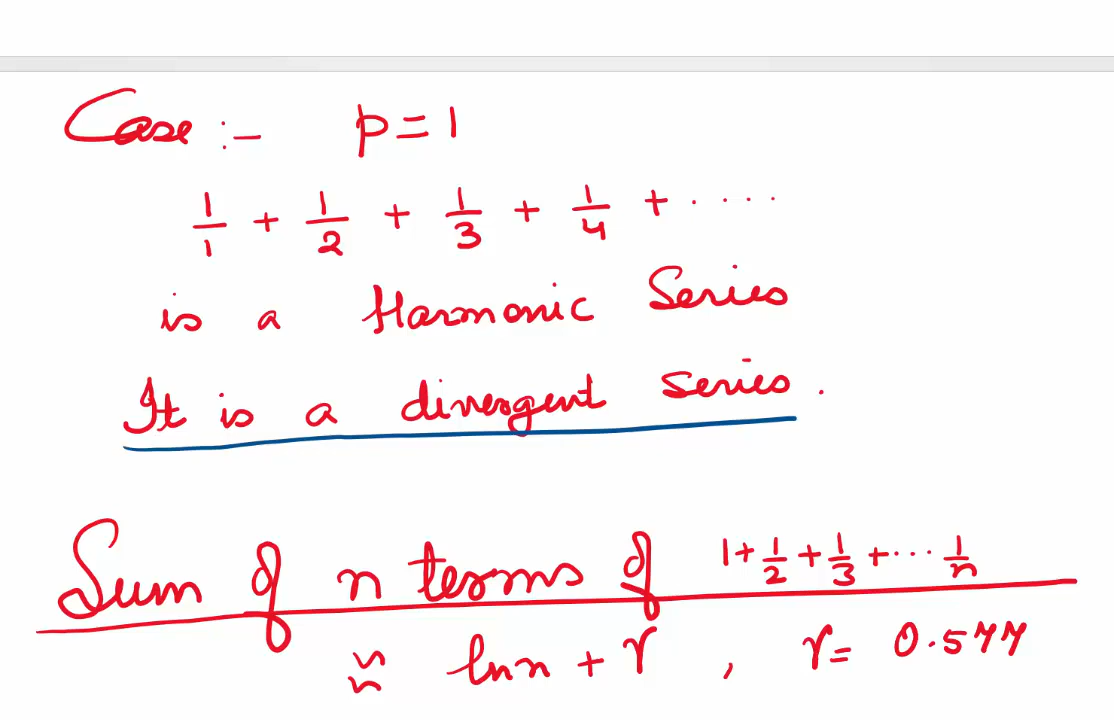 Case :- p=1
1/1 + 1/2 + 1/3 + 1/4 + .....
is a Harmonic Series
It is a divergent series.
Sum of n terms of 1+1/2+1/3+...1/n
≈ ln n + γ, γ= 0.577